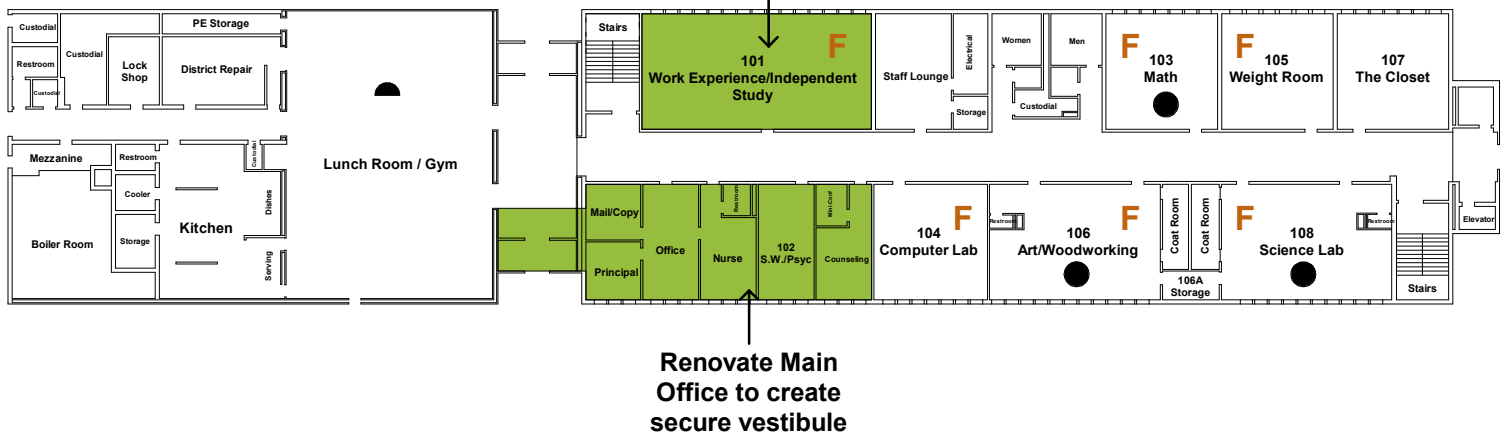 Custodial
PE Storage
Custodial
Restroom
Lock
Shop
District Repair
Custodial
Mezzanine
Restroom
Custodial
Cooler
Dishes
Storage
Kitchen
Boiler Room
Serving
Lunch Room / Gym
Stairs
F
101
Work Experience/Independent
Study
Staff Lounge
Electrical
Storage
Women
Men
Custodial
F
103
Math
F
105
Weight Room
107
The Closet
Mail/Copy
Principal
Office
Restroom
Nurse
102
S.W./Psyc
Mini-Conf
Counseling
F
104
Computer Lab
Restroom
F
106
Art/Woodworking
Coat Room
Coat Room
106A
Storage
F
108
Science Lab
Restroom
Elevator
Stairs
Renovate Main
Office to create
secure vestibule